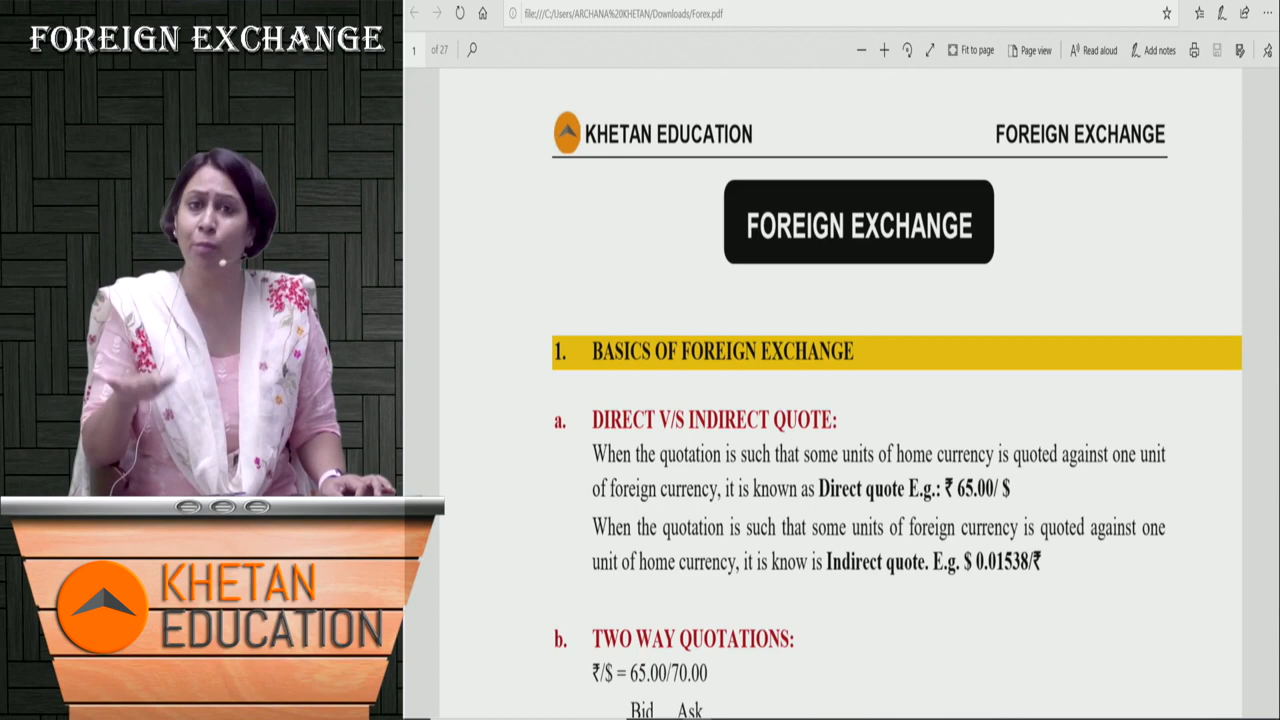 FOREIGN EXCHANGE
file:///C:/Users/ARCHANA%20KHETAN/Downloads/Forex.pdf
1 of 27
Fit to page
Page view
Read aloud
Add notes
KHETAN EDUCATION
FOREIGN EXCHANGE
FOREIGN EXCHANGE
1. BASICS OF FOREIGN EXCHANGE
a. DIRECT V/S INDIRECT QUOTE:
When the quotation is such that some units of home currency is quoted against one unit
of foreign currency, it is known as Direct quote E.g.: ₹ 65.00/ $
When the quotation is such that some units of foreign currency is quoted against one
unit of home currency, it is know is Indirect quote. E.g. $ 0.01538/₹
b. TWO WAY QUOTATIONS:
₹/$ = 65.00/70.00
Bid Ask
KHETAN
EDUCATION